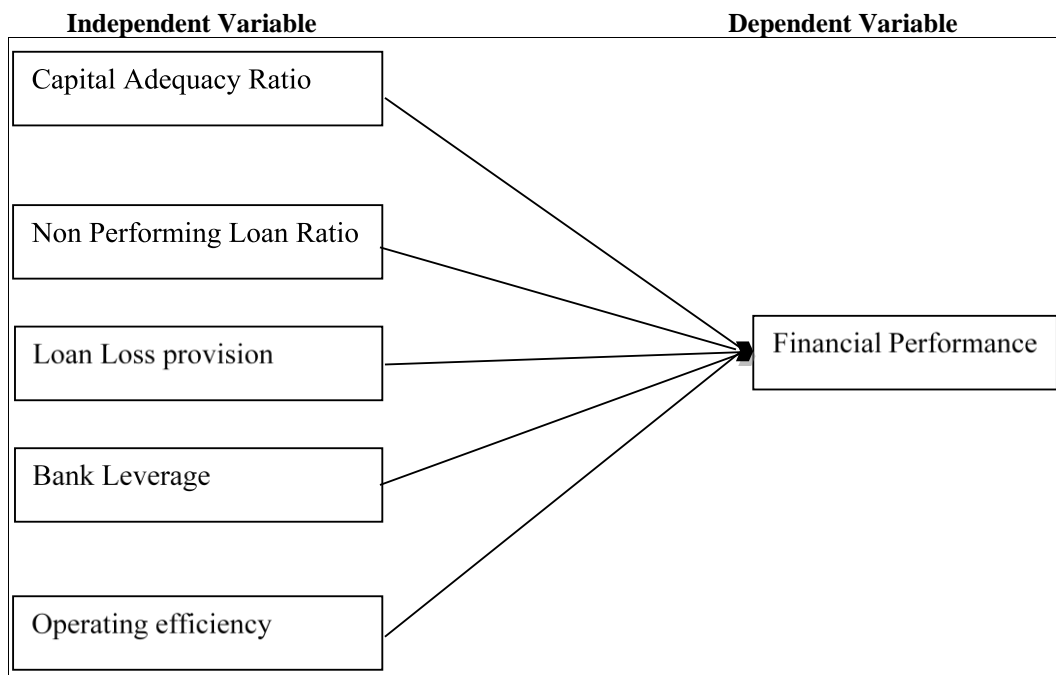 Independent Variable
Dependent Variable
Capital Adequacy Ratio
Non Performing Loan Ratio
Loan Loss provision
Bank Leverage
Operating efficiency
Financial Performance